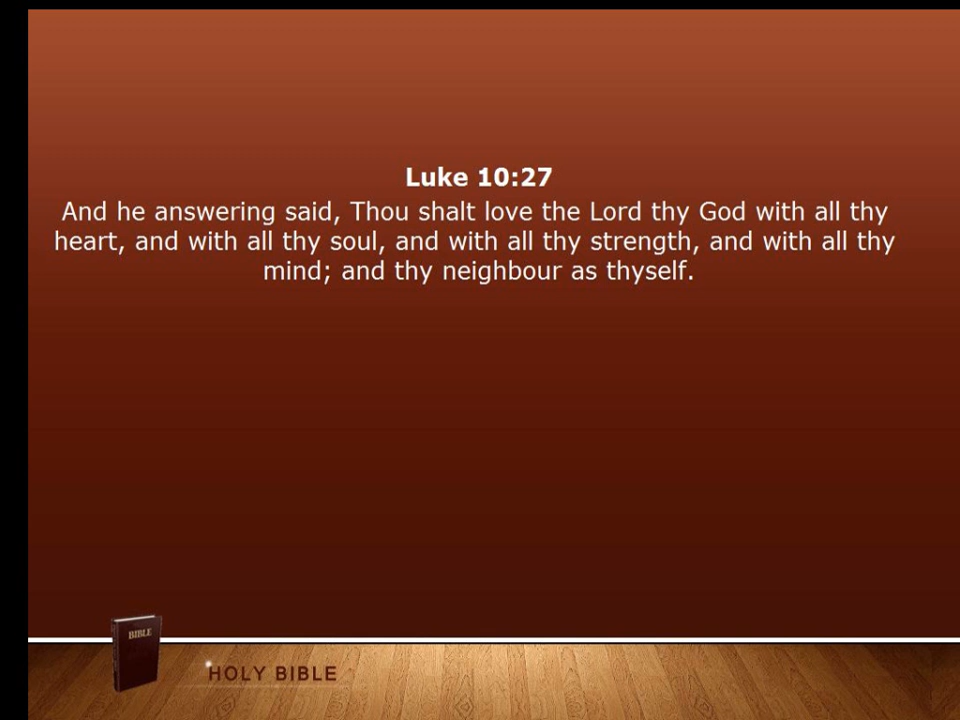 Luke 10:27
And he answering said, Thou shalt love the Lord thy God with all thy
heart, and with all thy soul, and with all thy strength, and with all thy
mind; and thy neighbour as thyself.
BIBLE
HOLY BIBLE